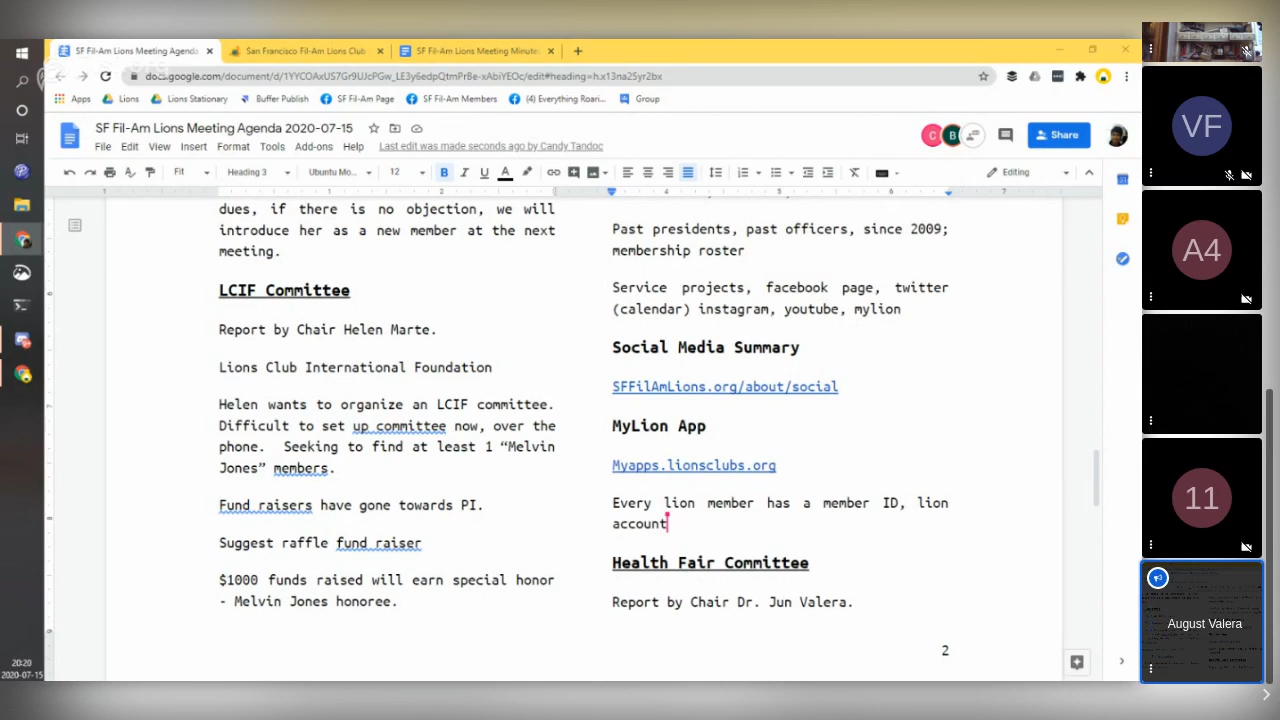 SF Fil-Am Lions Meeting Agenda
San Francisco Fil-Am Lions Club
SF Fil-Am Lions Meeting Minute
docs.google.com/document/d/1YYCOAxUS7Gr9UJcPGw_LE3y6edpQtmPrBe-xAbiYEOc/edit#heading=h.x13na25yr2bx
Apps
Lions
Lions Stationary
Buffer Publish
SF Fil-Am Page
SF Fil-Am Members
(4) Everything Roari...
Group
SF Fil-Am Lions Meeting Agenda 2020-07-15
Share
File Edit View Insert Format Tools Add-ons Help
Last edit was made seconds ago by Candy Tandoc
Fit
Heading 3
Ubuntu Mo...
12
Editing
dues, if there is no objection, we will
introduce her as a new member at the next
meeting.
LCIF Committee
Report by Chair Helen Marte.
Lions Club International Foundation
Helen wants to organize an LCIF committee.
Difficult to set up committee now, over the
phone. Seeking to find at least 1 “Melvin
Jones” members.
Fund raisers have gone towards PI.
Suggest raffle fund raiser
$1000 funds raised will earn special honor
- Melvin Jones honoree.
Past presidents, past officers, since 2009;
membership roster
Service projects, facebook page, twitter
(calendar) instagram, youtube, mylion
Social Media Summary
SFFilAmLions.org/about/social
MyLion App
Myapps.lionsclubs.org
Every lion member has a member ID, lion
account
Health Fair Committee
Report by Chair Dr. Jun Valera.
2
20:20
2020-07-15
VF
A4
11
August Valera